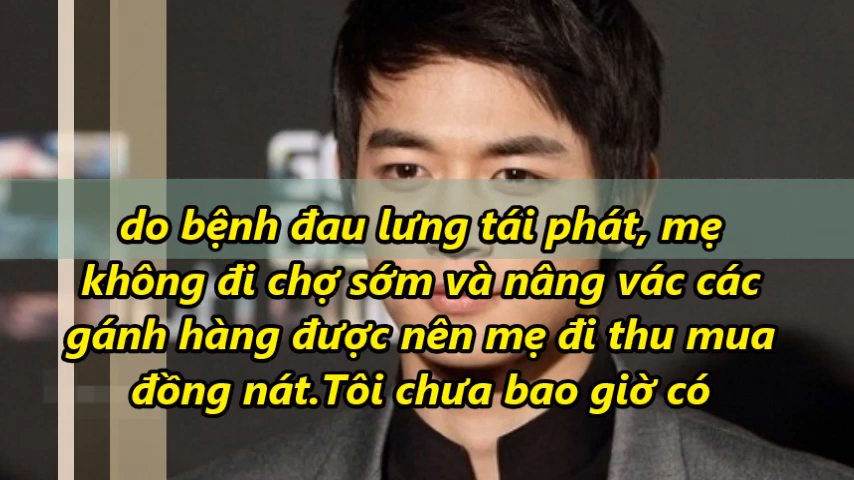 do bệnh đau lưng tái phát, mẹ
không đi chợ sớm và nâng vác các
gánh hàng được nên mẹ đi thu mua
đồng nát.Tôi chưa bao giờ có